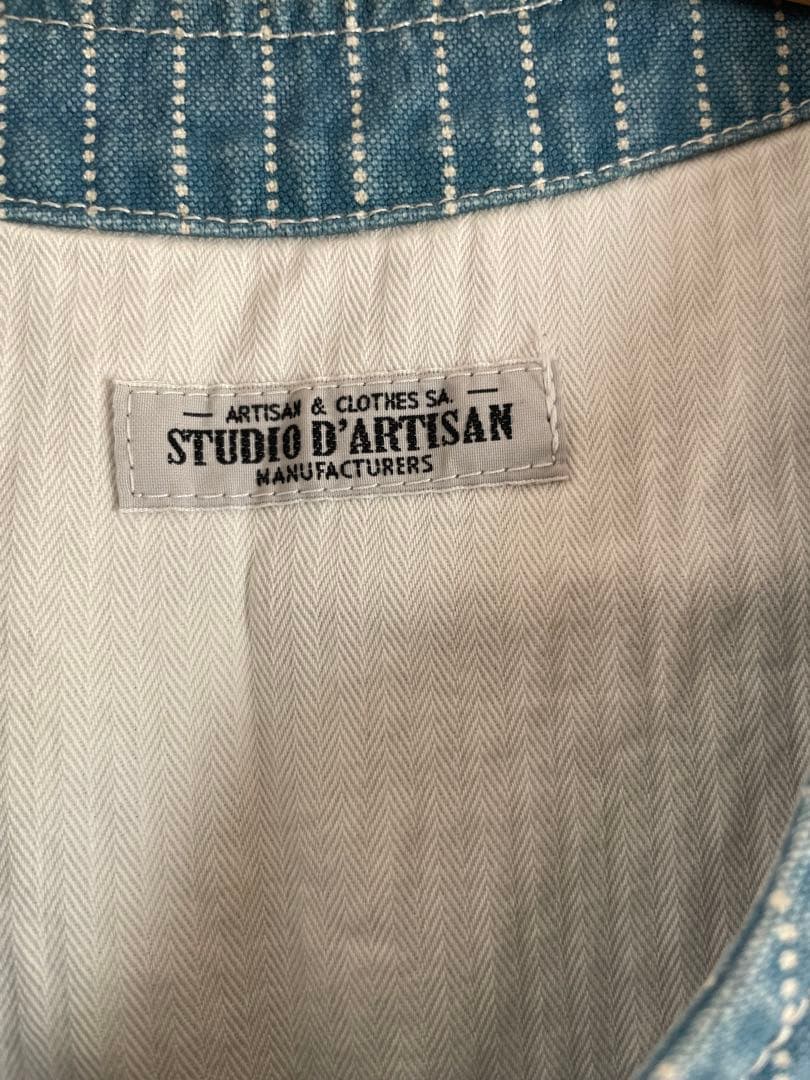 — ARTISAN & CLOTHES SA. —
STUDIO D'ARTISAN
MANUFACTURERS